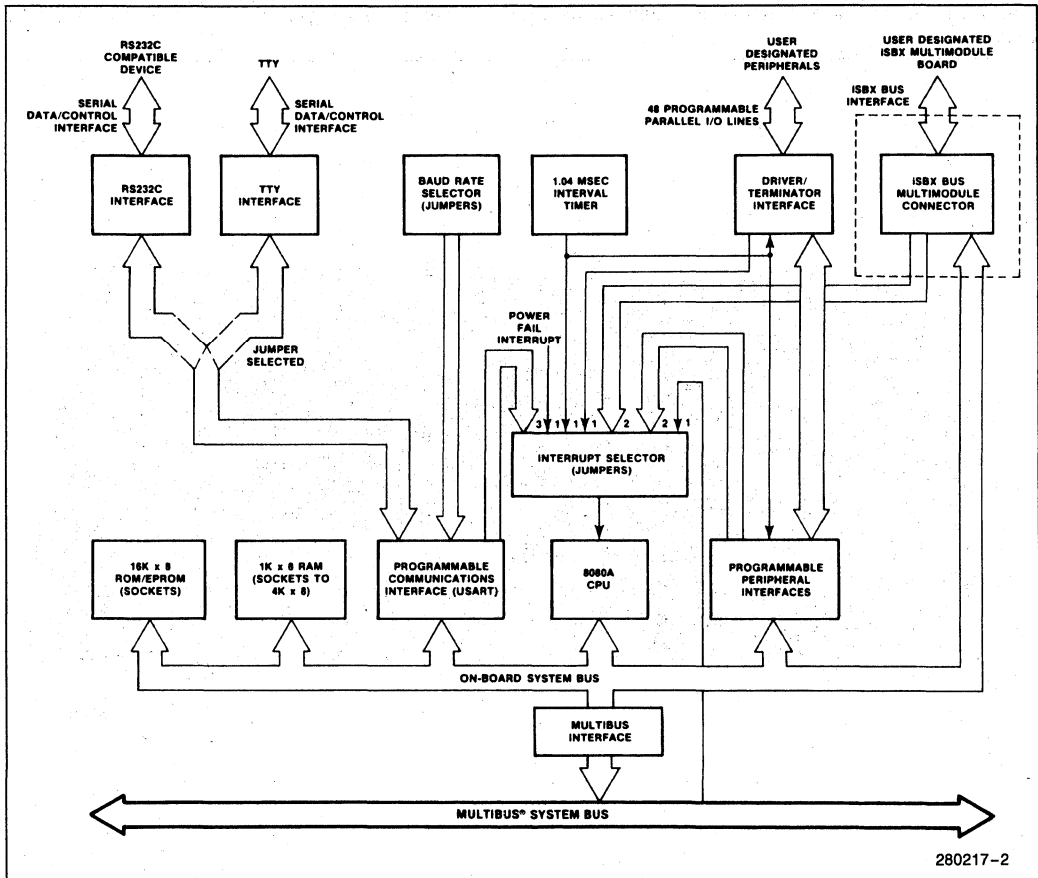 RS232C
COMPATIBLE
DEVICE
TTY
USER
DESIGNATED
PERIPHERALS
USER DESIGNATED
iSBX MULTIMODULE
BOARD
SERIAL
DATA/CONTROL
INTERFACE
SERIAL
DATA/CONTROL
INTERFACE
48 PROGRAMMABLE
PARALLEL I/O LINES
iSBX BUS
INTERFACE
RS232C
INTERFACE
TTY
INTERFACE
BAUD RATE
SELECTOR
(JUMPERS)
1.04 MSEC
INTERVAL
TIMER
DRIVER/
TERMINATOR
INTERFACE
iSBX BUS
MULTIMODULE
CONNECTOR
JUMPER
SELECTED
POWER
FAIL
INTERRUPT
3 1 1 1 2 2 1
INTERRUPT SELECTOR
(JUMPERS)
16K x 8
ROM/EPROM
(SOCKETS)
1K x 8 RAM
(SOCKETS TO
4K x 8)
PROGRAMMABLE
COMMUNICATIONS
INTERFACE (USART)
8080A
CPU
PROGRAMMABLE
PERIPHERAL
INTERFACES
ON-BOARD SYSTEM BUS
MULTIBUS
INTERFACE
MULTIBUS® SYSTEM BUS
280217–2